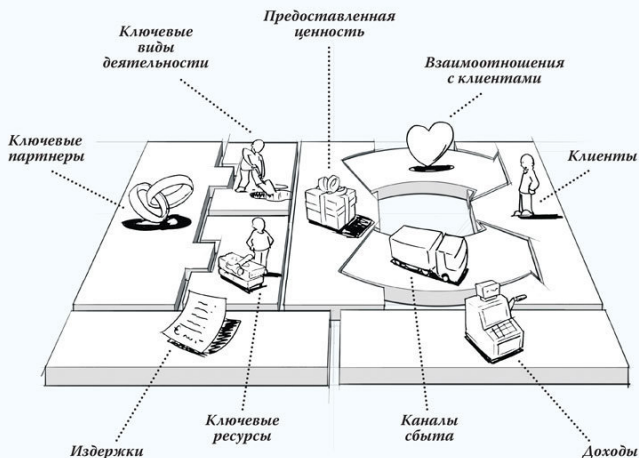 Предоставленная
ценность
Ключевые
виды
деятельности
Взаимоотношения
с клиентами
Ключевые
партнеры
Клиенты
Ключевые
ресурсы
Каналы
сбыта
Издержки
Доходы